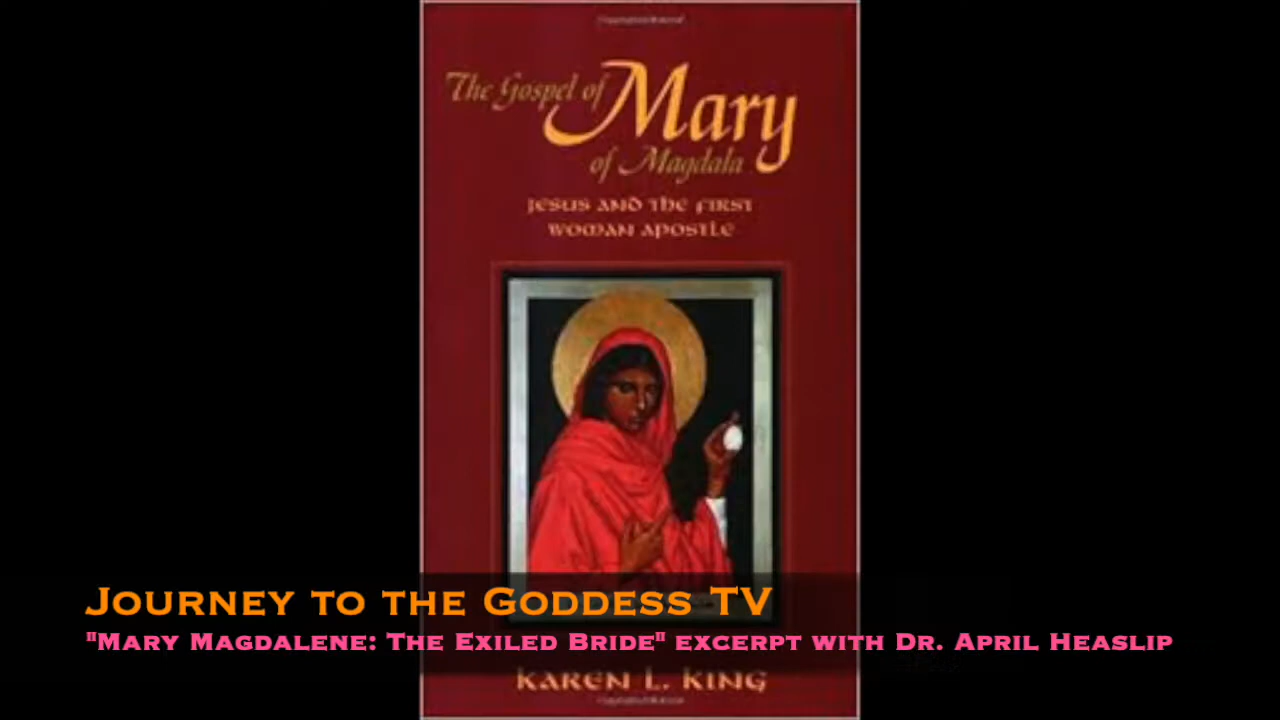 The Gospel of Mary
of Magdala
JESUS AND THE FIRST
WOMAN APOSTLE
JOURNEY TO THE GODDESS TV
"MARY MAGDALENE: THE EXILED BRIDE" EXCERPT WITH DR. APRIL HEASLIP
KAREN L. KING